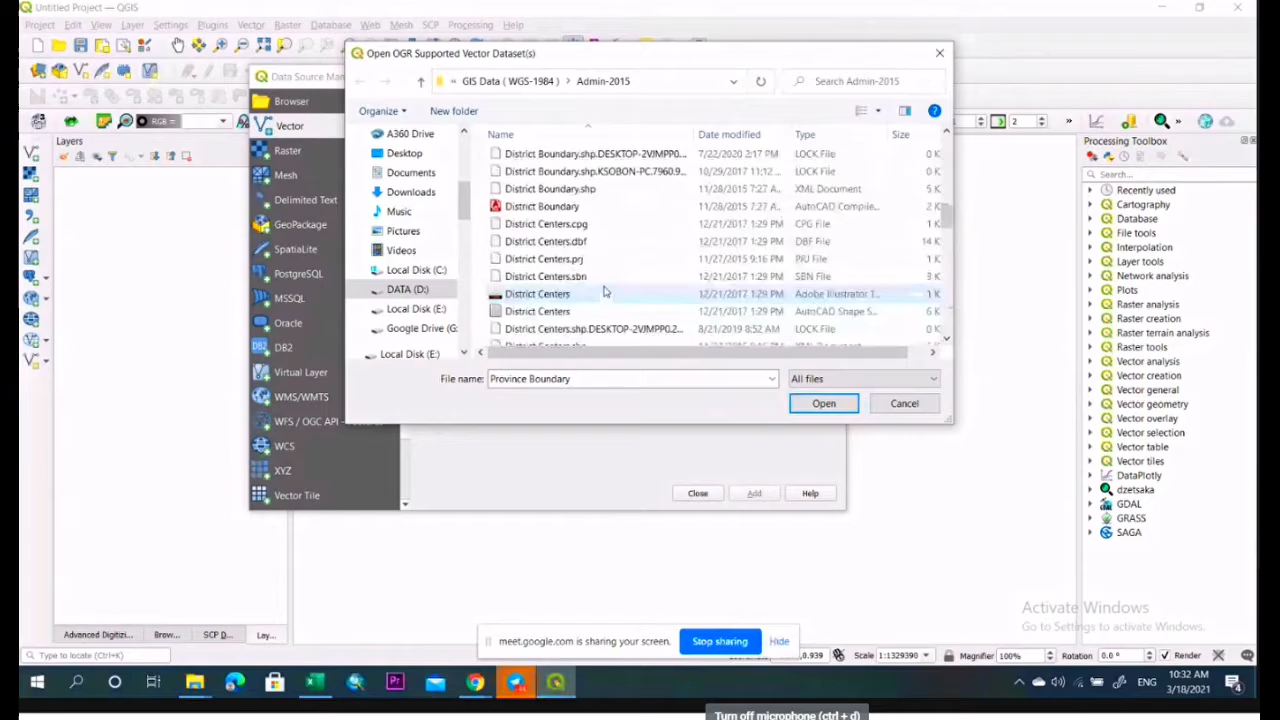 Untitled Project — QGIS
Project Edit View Layer Settings Plugins Vector Raster Database Web Mesh SCP Processing Help
Open OGR Supported Vector Dataset(s)
Data Source Ma
« GIS Data ( WGS-1984 ) > Admin-2015
Search Admin-2015
Organize
New folder
Name
Date modified
Type
Size
A360 Drive
Desktop
Documents
Downloads
Music
Pictures
Videos
Local Disk (C:)
DATA (D:)
Local Disk (E:)
Google Drive (G:
Local Disk (E:)
District Boundary.shp.DESKTOP-2VJMPP0... 7/22/2020 2:17 PM LOCK File 0 K
District Boundary.shp.KSOBON-PC.7960.9... 10/29/2017 11:12 ... LOCK File 0 K
District Boundary.shp 11/28/2015 7:27 A... XML Document 5 K
District Boundary 11/28/2015 7:27 A... AutoCAD Compile... 2 K
District Centers.cpg 12/21/2017 1:29 PM CPG File 1 K
District Centers.dbf 12/21/2017 1:29 PM DBF File 14 K
District Centers.prj 11/27/2015 9:16 PM PRJ File 1 K
District Centers.sbn 12/21/2017 1:29 PM SBN File 3 K
District Centers 12/21/2017 1:29 PM Adobe Illustrator T... 1 K
District Centers 12/21/2017 1:29 PM AutoCAD Shape S... 6 K
District Centers.shp.DESKTOP-2VJMPP0.2... 8/21/2019 8:52 AM LOCK File 0 K
File name: Province Boundary
All files
Open
Cancel
Browser
Vector
Raster
Mesh
Delimited Text
GeoPackage
SpatiaLite
PostgreSQL
MSSQL
Oracle
DB2
Virtual Layer
WMS/WMTS
WFS / OGC API -
WCS
XYZ
Vector Tile
Close
Add
Help
RGB =
2
Layers
Processing Toolbox
Search...
Recently used
Cartography
Database
File tools
Interpolation
Layer tools
Network analysis
Plots
Raster analysis
Raster creation
Raster terrain analysis
Raster tools
Vector analysis
Vector creation
Vector general
Vector geometry
Vector overlay
Vector selection
Vector table
Vector tiles
DataPlotly
dzetsaka
GDAL
GRASS
SAGA
Activate Windows
Go to Settings to activate Windows.
Advanced Digitizi... Brow... SCP D... Lay...
meet.google.com is sharing your screen.
Stop sharing
Hide
Type to locate (Ctrl+K)
0.939
Scale 1:1329390
Magnifier 100%
Rotation 0.0 °
Render
ENG
10:32 AM
3/18/2021
4
Turn off microphone (ctrl + d)